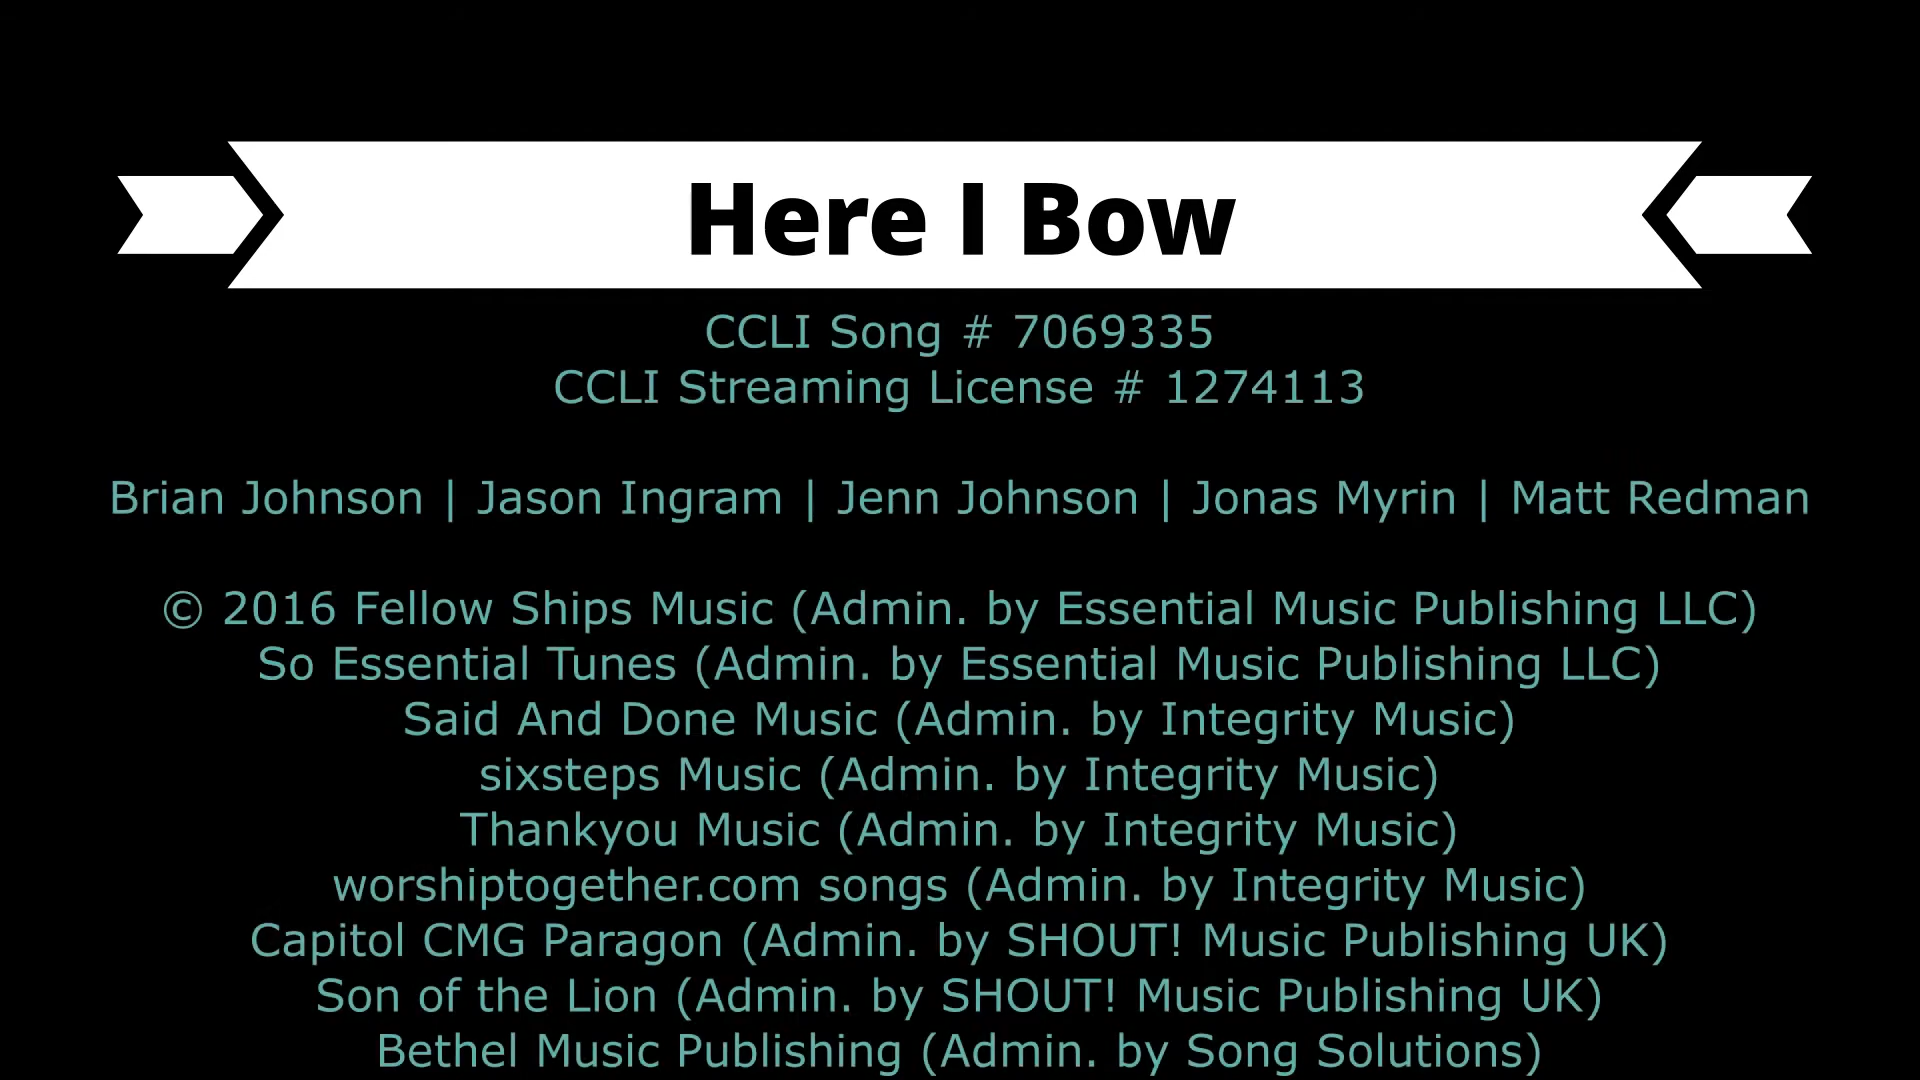 Here I Bow
CCLI Song # 7069335
CCLI Streaming License # 1274113
Brian Johnson | Jason Ingram | Jenn Johnson | Jonas Myrin | Matt Redman
© 2016 Fellow Ships Music (Admin. by Essential Music Publishing LLC)
So Essential Tunes (Admin. by Essential Music Publishing LLC)
Said And Done Music (Admin. by Integrity Music)
sixsteps Music (Admin. by Integrity Music)
Thankyou Music (Admin. by Integrity Music)
worshiptogether.com songs (Admin. by Integrity Music)
Capitol CMG Paragon (Admin. by SHOUT! Music Publishing UK)
Son of the Lion (Admin. by SHOUT! Music Publishing UK)
Bethel Music Publishing (Admin. by Song Solutions)